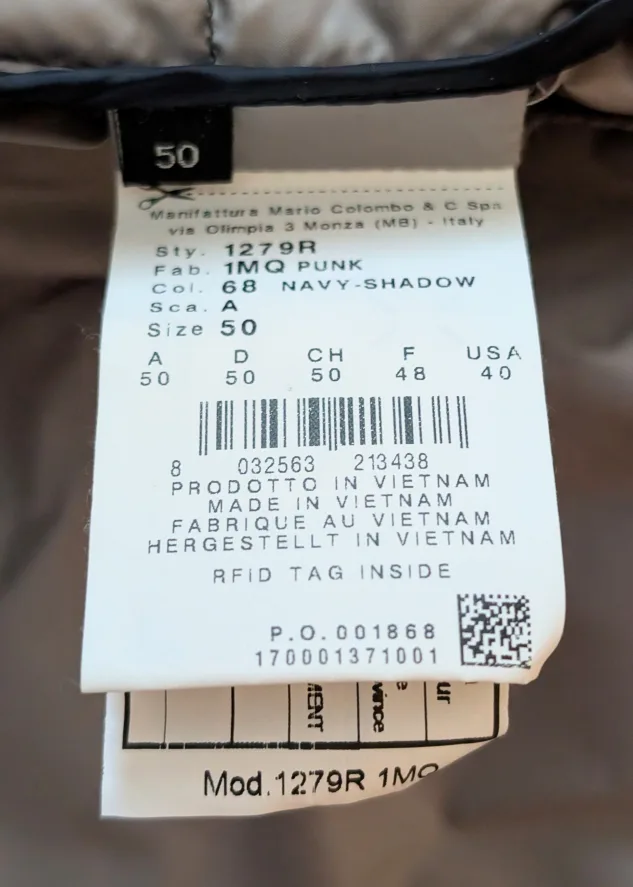 50
Manifattura Mario Colombo & C Spa
via Olimpia 3 Monza (MB) - Italy
Sty. 1279R
Fab. 1MQ PUNK
Col. 68 NAVY-SHADOW
Sca. A
Size 50
A D CH F USA
50 50 50 48 40
8 032563 213438
PRODOTTO IN VIETNAM
MADE IN VIETNAM
FABRIQUE AU VIETNAM
HERGESTELLT IN VIETNAM
RFID TAG INSIDE
P.O. 001868
170001371001
Mod.1279R 1MQ